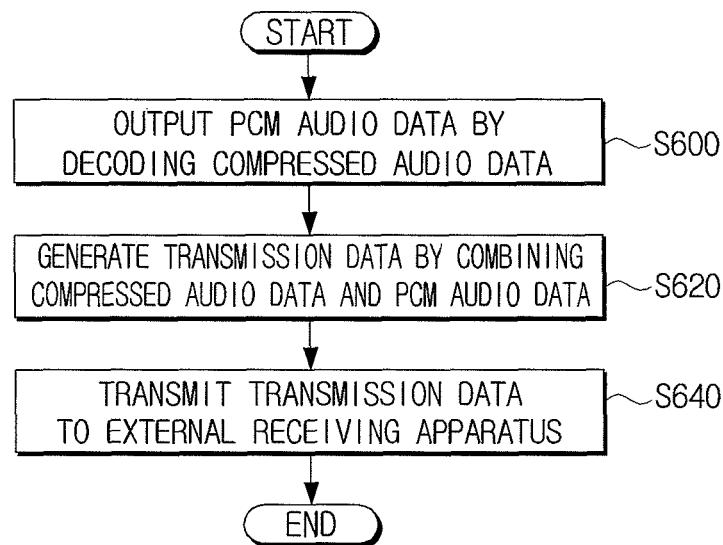 START
OUTPUT PCM AUDIO DATA BY
DECODING COMPRESSED AUDIO DATA
S600
GENERATE TRANSMISSION DATA BY COMBINING
COMPRESSED AUDIO DATA AND PCM AUDIO DATA
S620
TRANSMIT TRANSMISSION DATA
TO EXTERNAL RECEIVING APPARATUS
S640
END